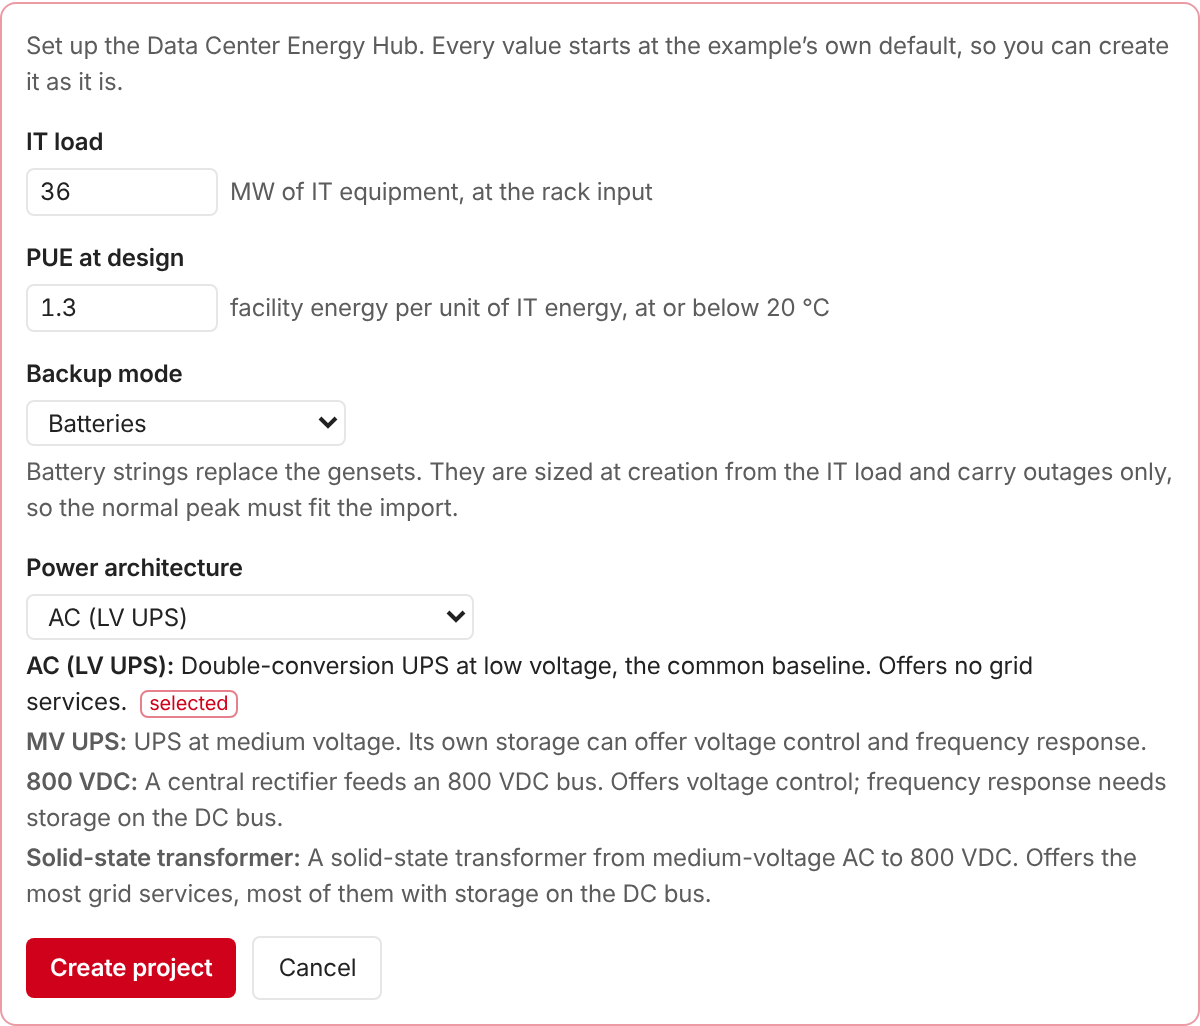 Set up the Data Center Energy Hub. Every value starts at the example’s own default, so you can create
it as it is.
IT load
36 MW of IT equipment, at the rack input
PUE at design
1.3 facility energy per unit of IT energy, at or below 20 °C
Backup mode
Batteries
Battery strings replace the gensets. They are sized at creation from the IT load and carry outages only,
so the normal peak must fit the import.
Power architecture
AC (LV UPS)
AC (LV UPS): Double-conversion UPS at low voltage, the common baseline. Offers no grid
services. selected
MV UPS: UPS at medium voltage. Its own storage can offer voltage control and frequency response.
800 VDC: A central rectifier feeds an 800 VDC bus. Offers voltage control; frequency response needs
storage on the DC bus.
Solid-state transformer: A solid-state transformer from medium-voltage AC to 800 VDC. Offers the
most grid services, most of them with storage on the DC bus.
Create project Cancel